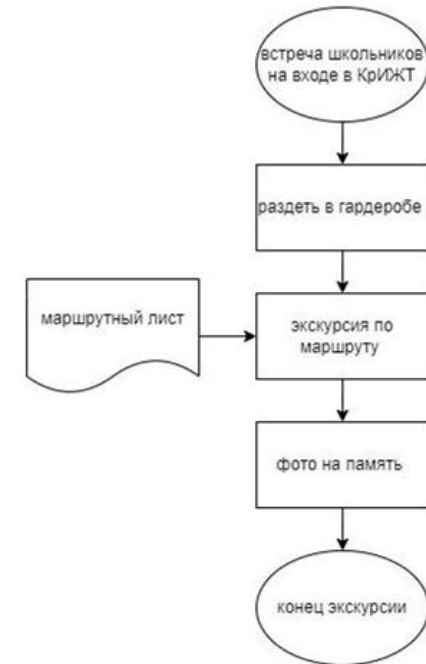 встреча школьников
на входе в КрИЖТ
раздеть в гардеробе
маршрутный лист
экскурсия по
маршруту
фото на память
конец экскурсии